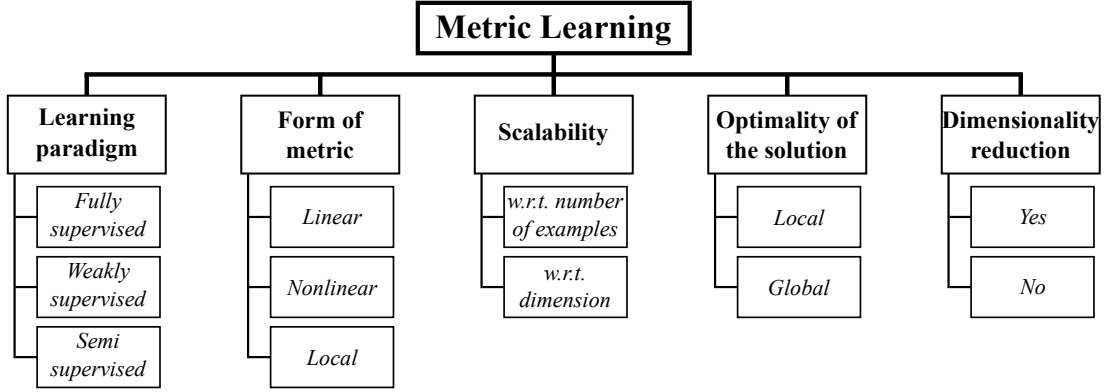 Metric Learning
Learning
paradigm
Fully
supervised
Weakly
supervised
Semi
supervised
Form of
metric
Linear
Nonlinear
Local
Scalability
w.r.t. number
of examples
w.r.t.
dimension
Optimality of
the solution
Local
Global
Dimensionality
reduction
Yes
No